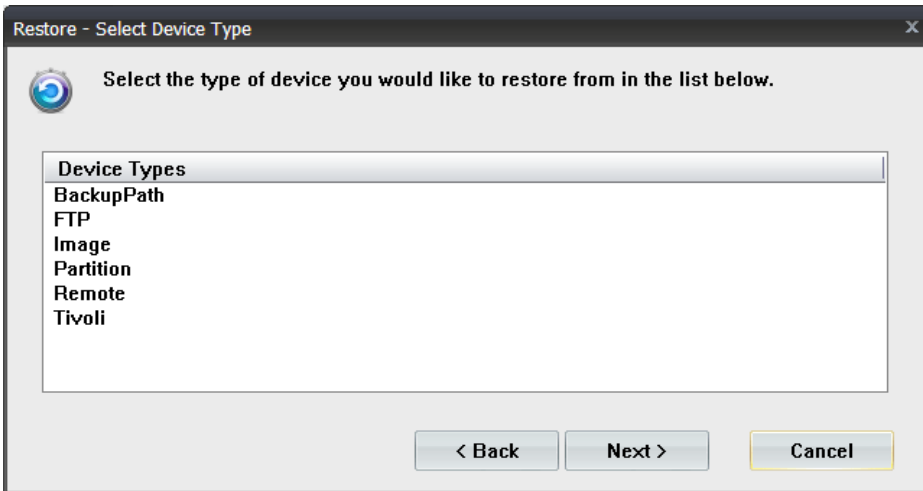 Restore - Select Device Type
x
Select the type of device you would like to restore from in the list below.
Device Types
BackupPath
FTP
Image
Partition
Remote
Tivoli
< Back Next > Cancel